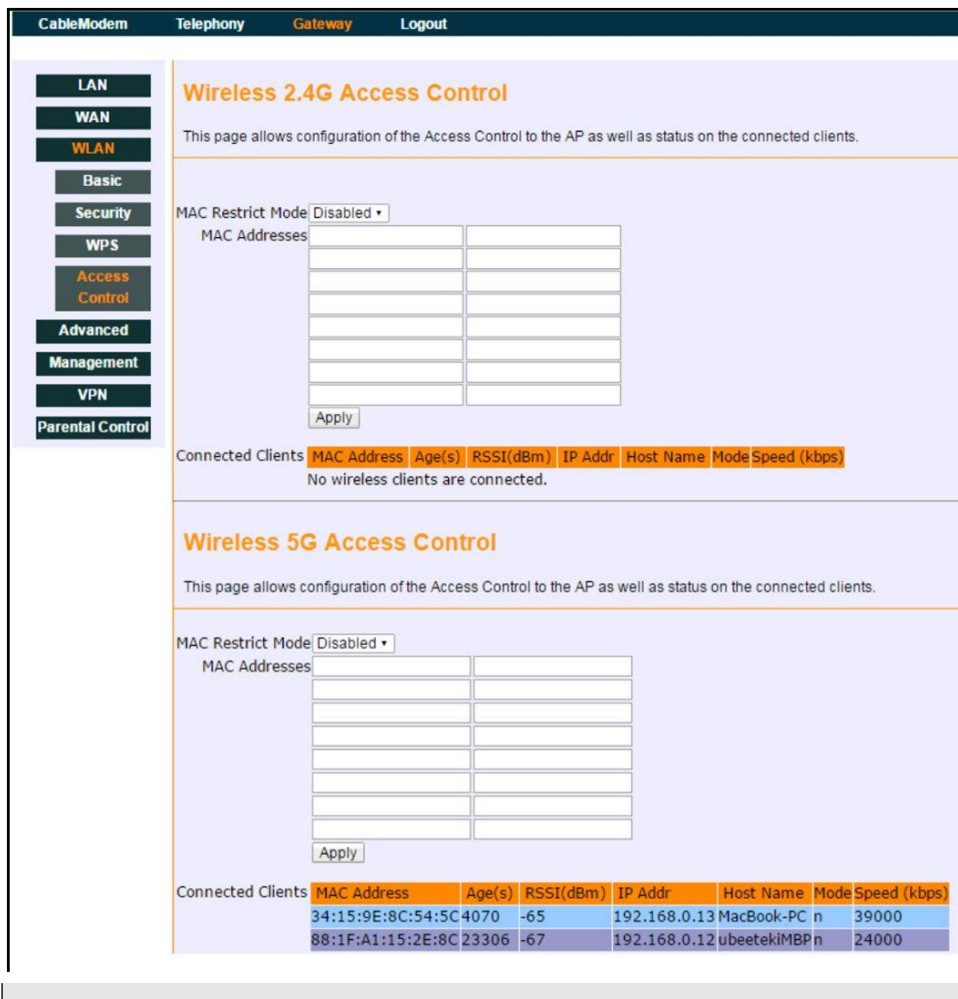 CableModem Telephony Gateway Logout
LAN
WAN
WLAN
Basic
Security
WPS
Access
Control
Advanced
Management
VPN
Parental Control
Wireless 2.4G Access Control
This page allows configuration of the Access Control to the AP as well as status on the connected clients.
MAC Restrict Mode Disabled
MAC Addresses
Apply
Connected Clients MAC Address Age(s) RSSI(dBm) IP Addr Host Name Mode Speed (kbps)
No wireless clients are connected.
Wireless 5G Access Control
This page allows configuration of the Access Control to the AP as well as status on the connected clients.
MAC Restrict Mode Disabled
MAC Addresses
Apply
Connected Clients MAC Address Age(s) RSSI(dBm) IP Addr Host Name Mode Speed (kbps)
34:15:9E:8C:54:5C 4070 -65 192.168.0.13 MacBook-PC n 39000
88:1F:A1:15:2E:8C 23306 -67 192.168.0.12 ubeetekiMBP n 24000